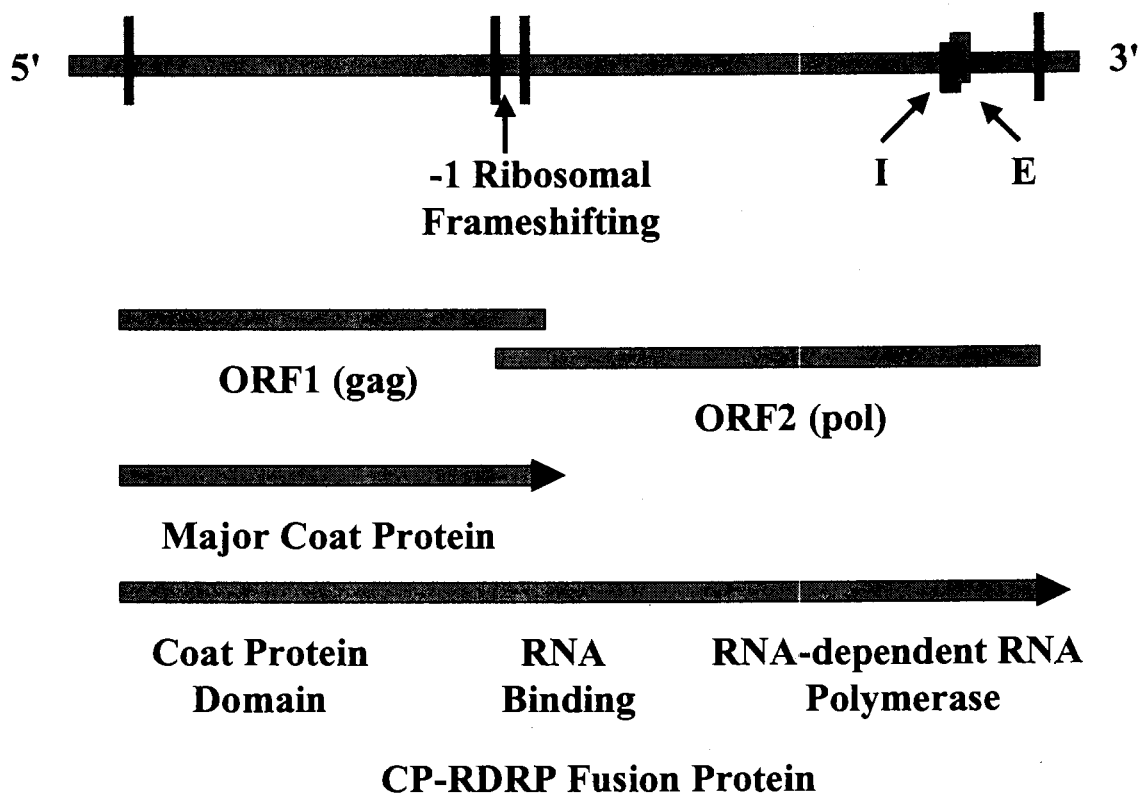 5'
3'
-1 Ribosomal
Frameshifting
I
E
ORF1 (gag)
ORF2 (pol)
Major Coat Protein
Coat Protein
Domain
RNA
Binding
RNA-dependent RNA
Polymerase
CP-RDRP Fusion Protein